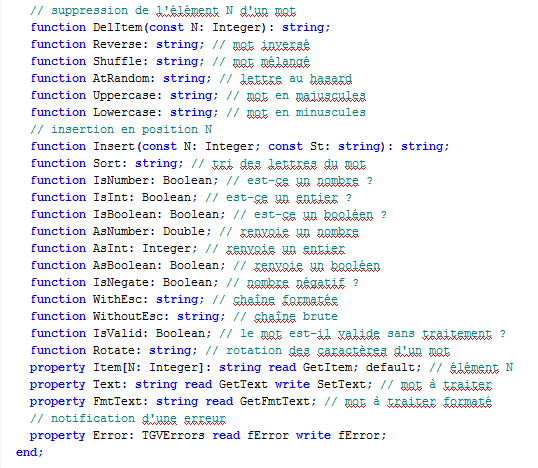 // suppression de l'élément N d'un mot
function DelItem(const N: Integer): string;
function Reverse: string; // mot inversé
function Shuffle: string; // mot mélangé
function AtRandom: string; // lettre au hasard
function Uppercase: string; // mot en majuscules
function Lowercase: string; // mot en minuscules
// insertion en position N
function Insert(const N: Integer; const St: string): string;
function Sort: string; // tri des lettres du mot
function IsNumber: Boolean; // est-ce un nombre ?
function IsInt: Boolean; // est-ce un entier ?
function IsBoolean: Boolean; // est-ce un booléen ?
function AsNumber: Double; // renvoie un nombre
function AsInt: Integer; // renvoie un entier
function AsBoolean: Boolean; // renvoie un booléen
function IsNegate: Boolean; // nombre négatif ?
function WithEsc: string; // chaîne formatée
function WithoutEsc: string; // chaîne brute
function IsValid: Boolean; // le mot est-il valide sans traitement ?
function Rotate: string; // rotation des caractères d'un mot
property Item[N: Integer]: string read GetItem; default; // élément N
property Text: string read GetText write SetText; // mot à traiter
property FmtText: string read GetFmtText; // mot à traiter formaté
// notification d'une erreur
property Error: TGVErrors read fError write fError;
end;